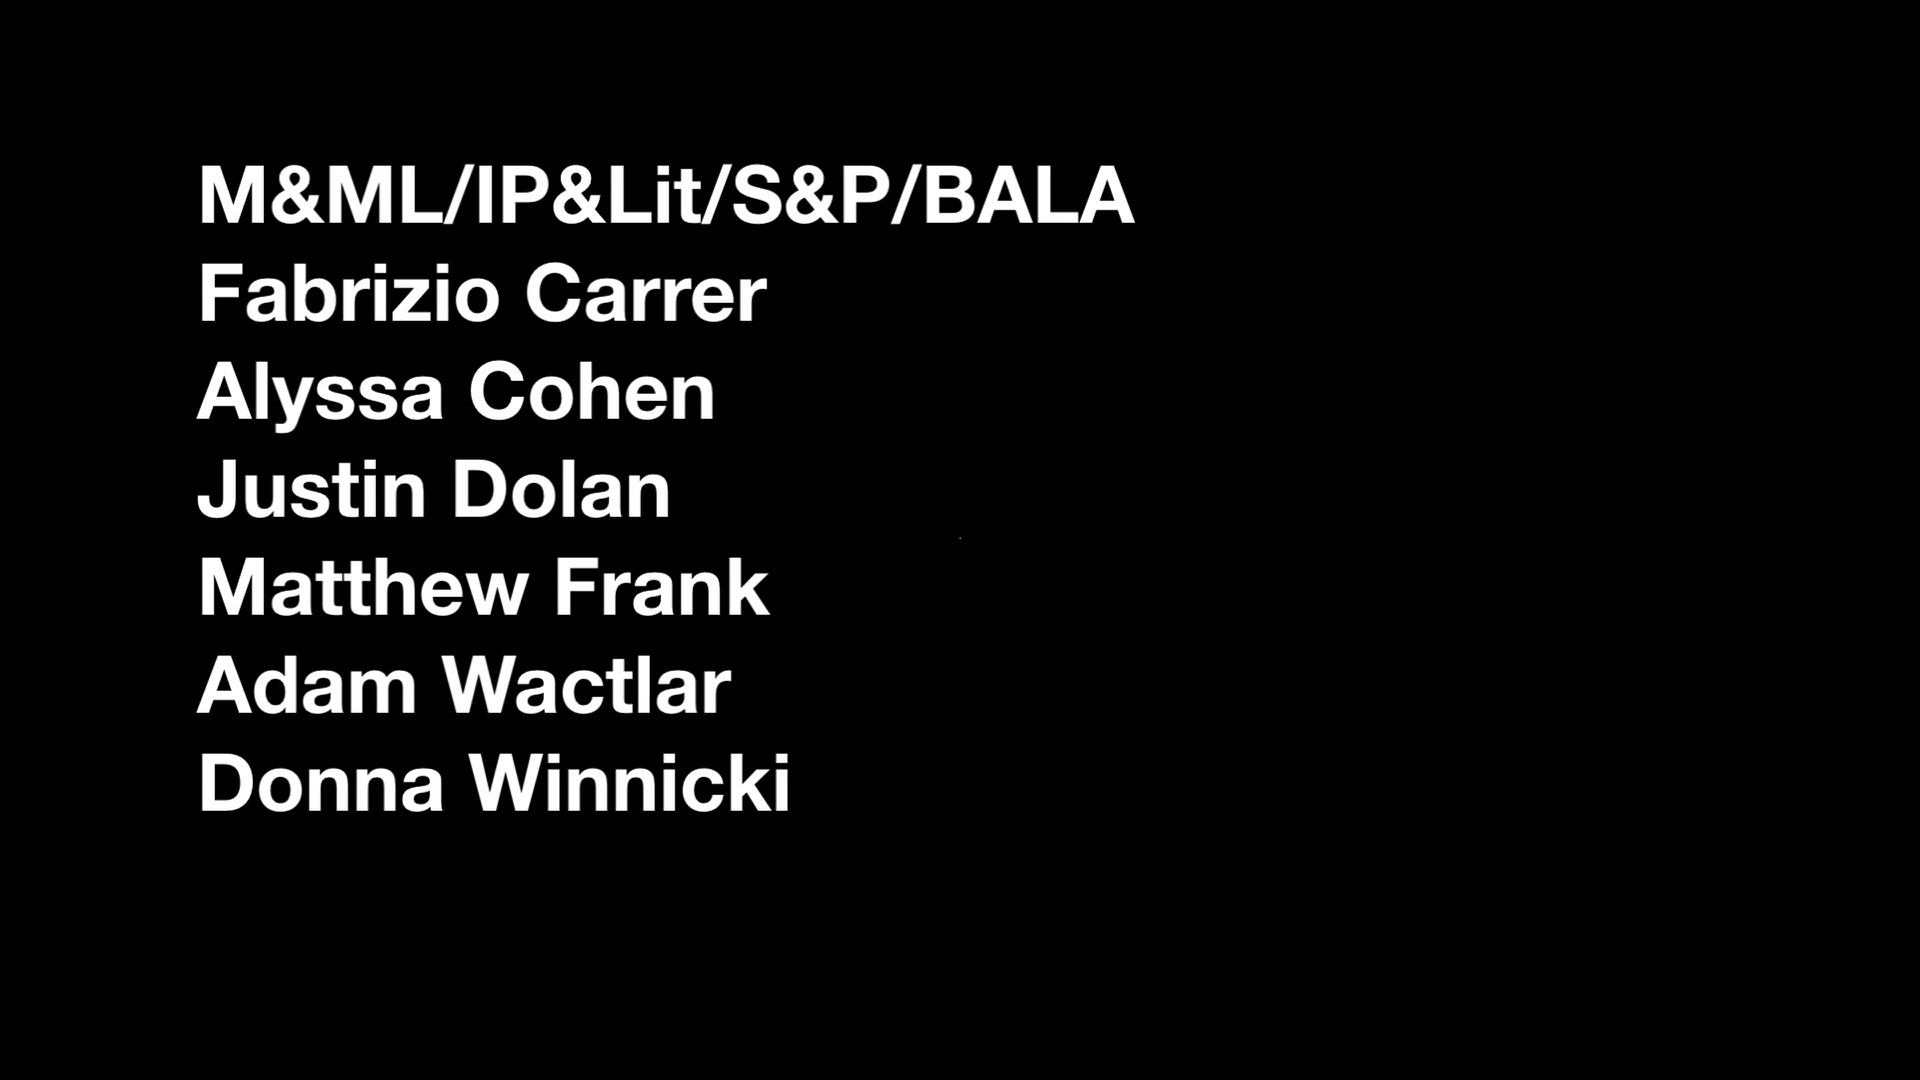 M&ML/IP&Lit/S&P/BALA
Fabrizio Carrer
Alyssa Cohen
Justin Dolan
Matthew Frank
Adam Wactlar
Donna Winnicki